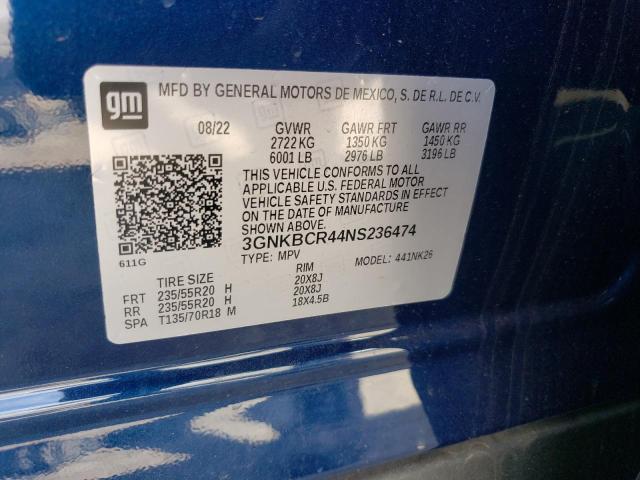 gm
MFD BY GENERAL MOTORS DE MEXICO, S. DE R.L. DE C.V.
08/22 GVWR GAWR FRT GAWR RR
2722 KG 1350 KG 1450 KG
6001 LB 2976 LB 3196 LB
THIS VEHICLE CONFORMS TO ALL
APPLICABLE U.S. FEDERAL MOTOR
VEHICLE SAFETY STANDARDS IN EFFECT
ON THE DATE OF MANUFACTURE
3GNKBCR44NS236474
611G
TYPE: MPV MODEL: 441NK26
TIRE SIZE RIM
FRT 235/55R20 H 20X8J
RR 235/55R20 H 20X8J
SPA T135/70R18 M 18X4.5B